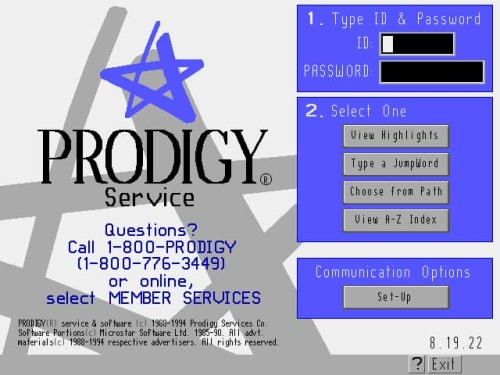 PRODIGY®
Service
Questions?
Call 1-800-PRODIGY
(1-800-776-3449)
or online,
select MEMBER SERVICES
PRODIGY(R) service & software (c) 1988-1994 Prodigy Services Co.
Software Portions(c) Microstar Software Ltd. 1985-90. All advt.
materials(c) 1988-1994 respective advertisers. All rights reserved.
1. Type ID & Password
ID:
PASSWORD:
2. Select One
View Highlights
Type a JumpWord
Choose from Path
View A-Z Index
Communication Options
Set-Up
8.19.22
? Exit